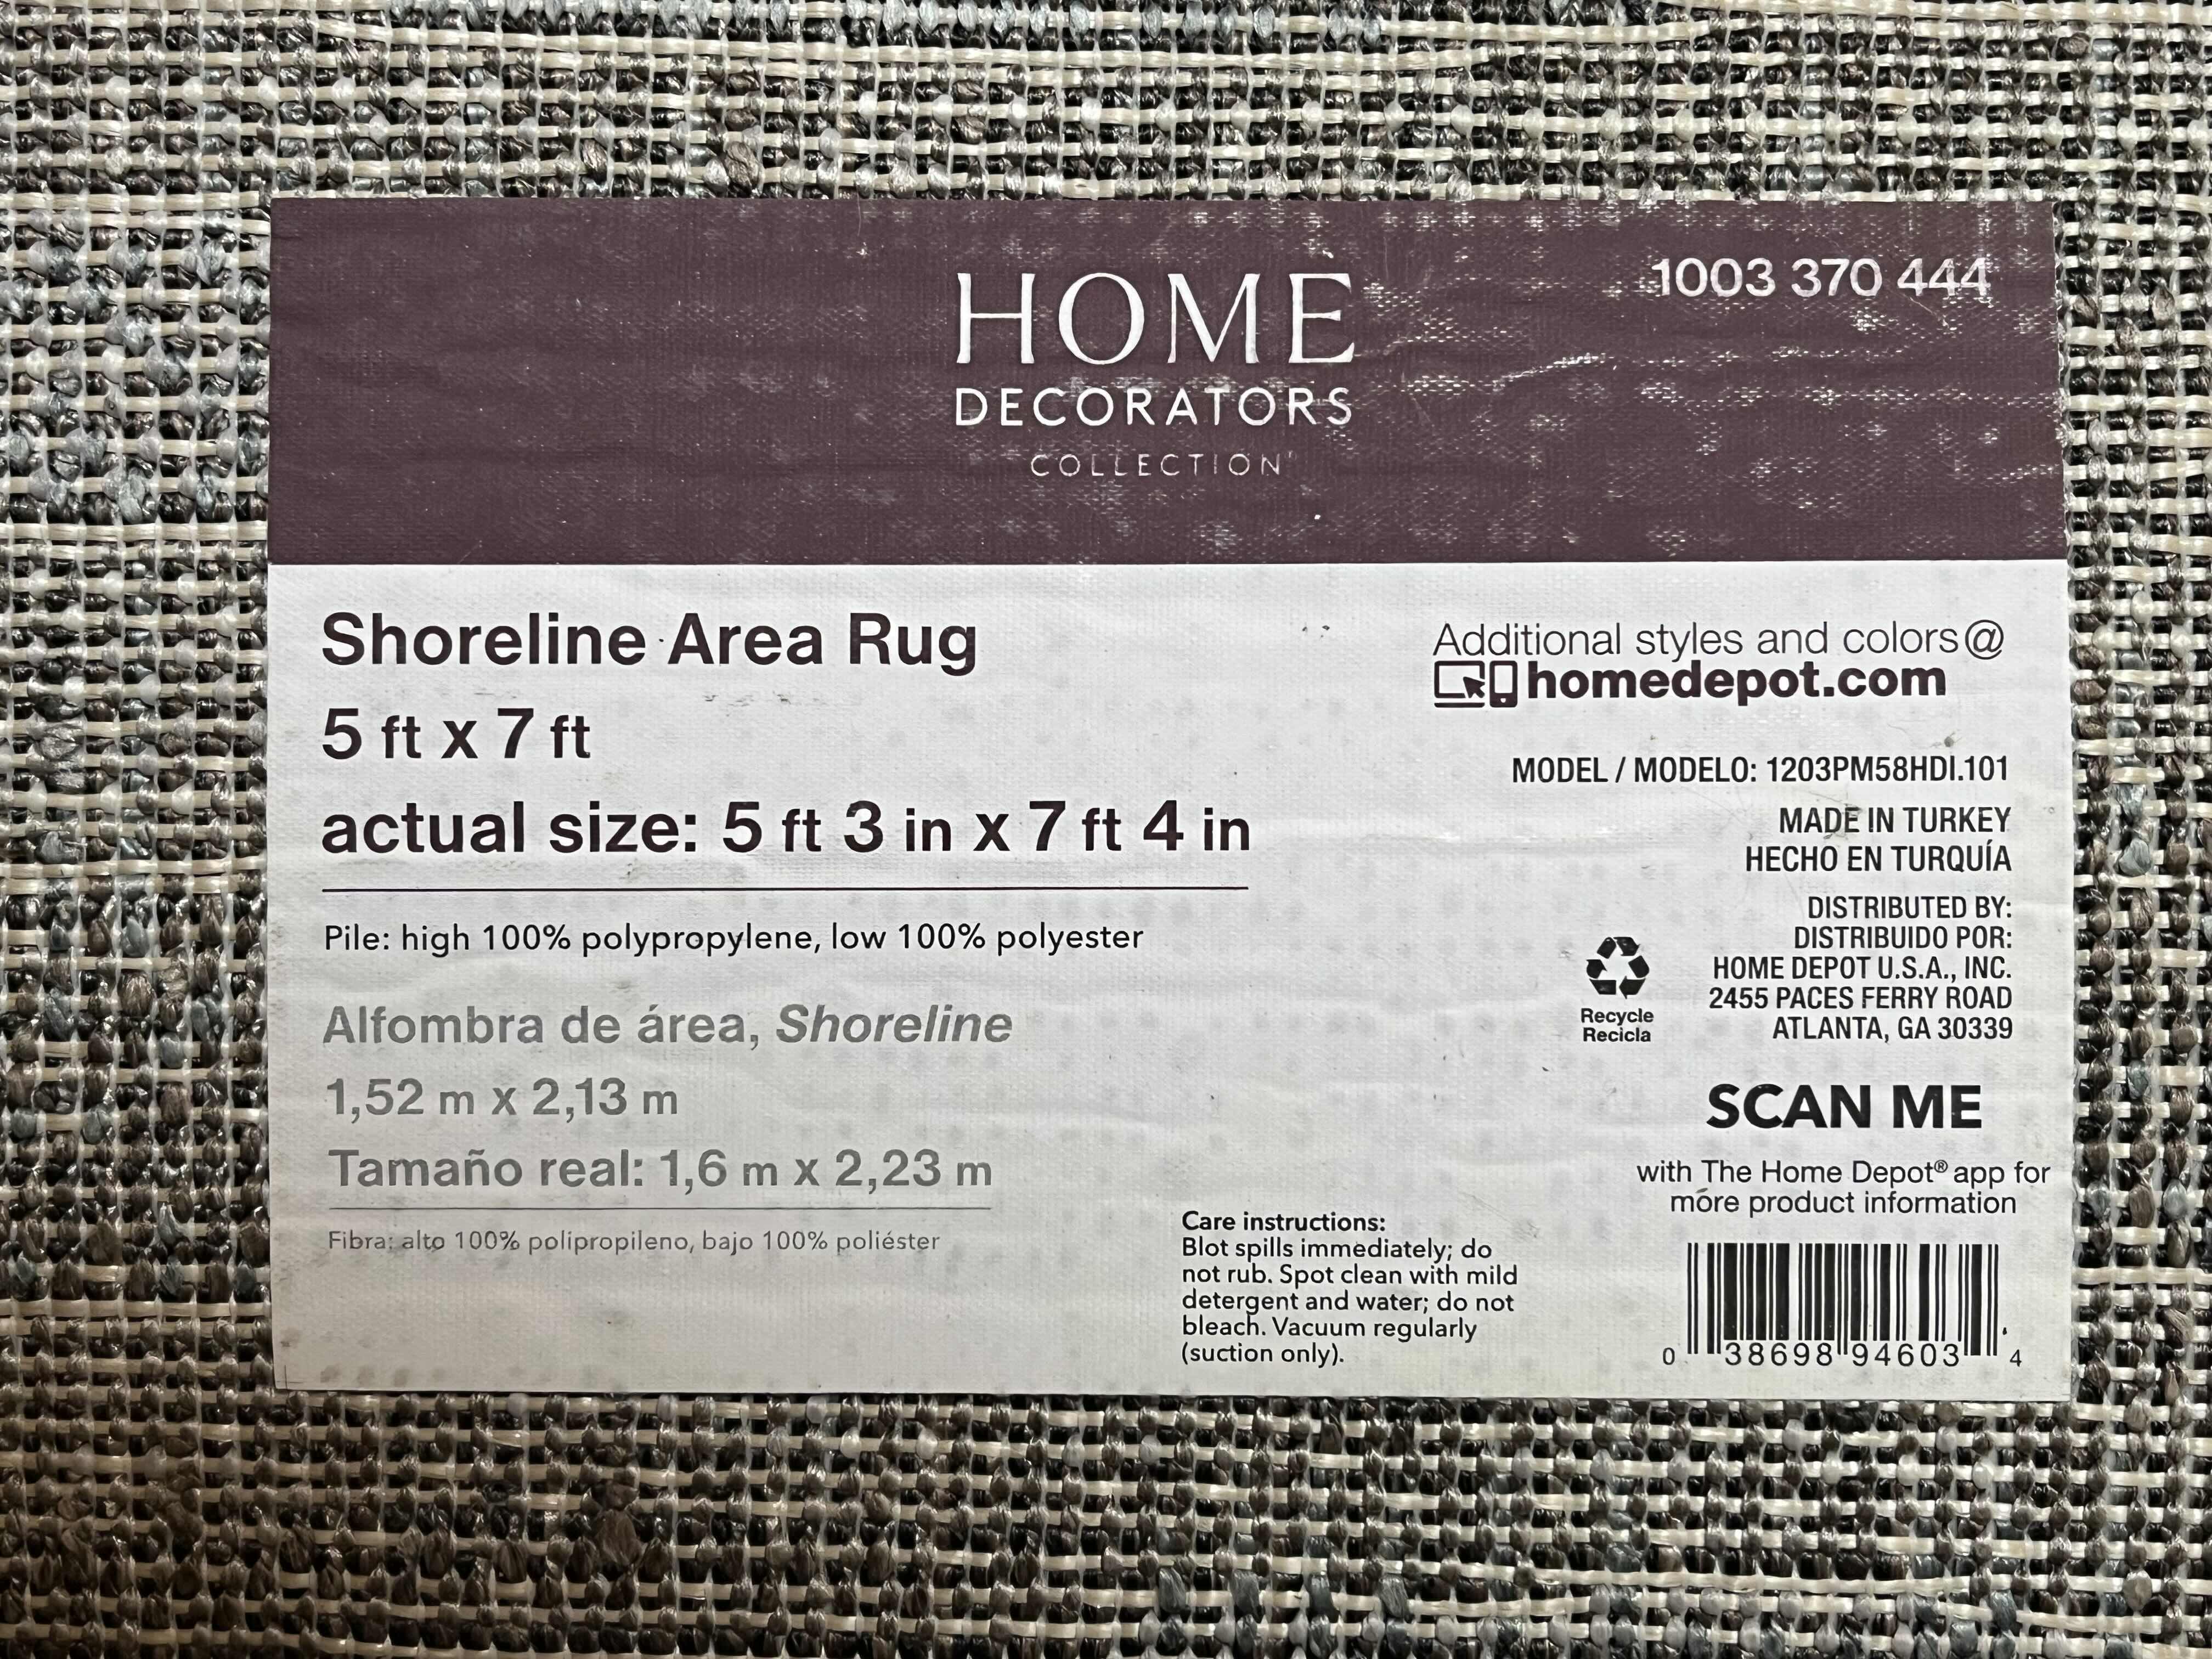 HOME
DECORATORS
COLLECTION
1003 370 444
Shoreline Area Rug
5 ft x 7 ft
actual size: 5 ft 3 in x 7 ft 4 in
Pile: high 100% polypropylene, low 100% polyester
Alfombra de área, Shoreline
1,52 m x 2,13 m
Tamaño real: 1,6 m x 2,23 m
Fibra: alto 100% polipropileno, bajo 100% poliéster
Additional styles and colors@
homedepot.com
MODEL / MODELO: 1203PM58HDI.101
MADE IN TURKEY
HECHO EN TURQUÍA
DISTRIBUTED BY:
DISTRIBUIDO POR:
HOME DEPOT U.S.A., INC.
2455 PACES FERRY ROAD
ATLANTA, GA 30339
Recycle
Recicla
Care instructions:
Blot spills immediately; do
not rub. Spot clean with mild
detergent and water; do not
bleach. Vacuum regularly
(suction only).
SCAN ME
with The Home Depot® app for
more product information
0 38698 94603 4